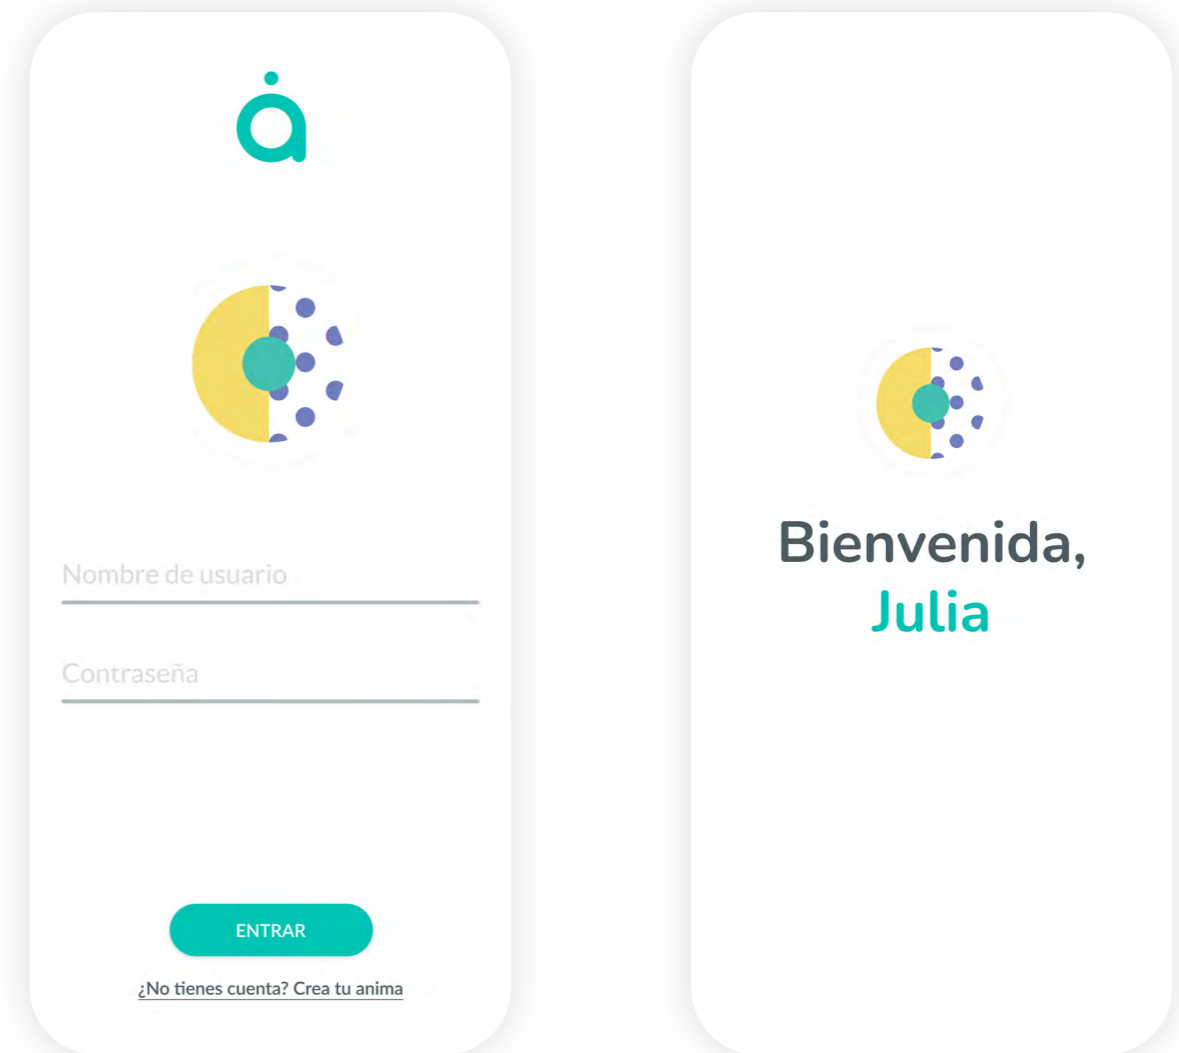 ȧ
Nombre de usuario
Contraseña
ENTRAR
¿No tienes cuenta? Crea tu anima
Bienvenida,
Julia